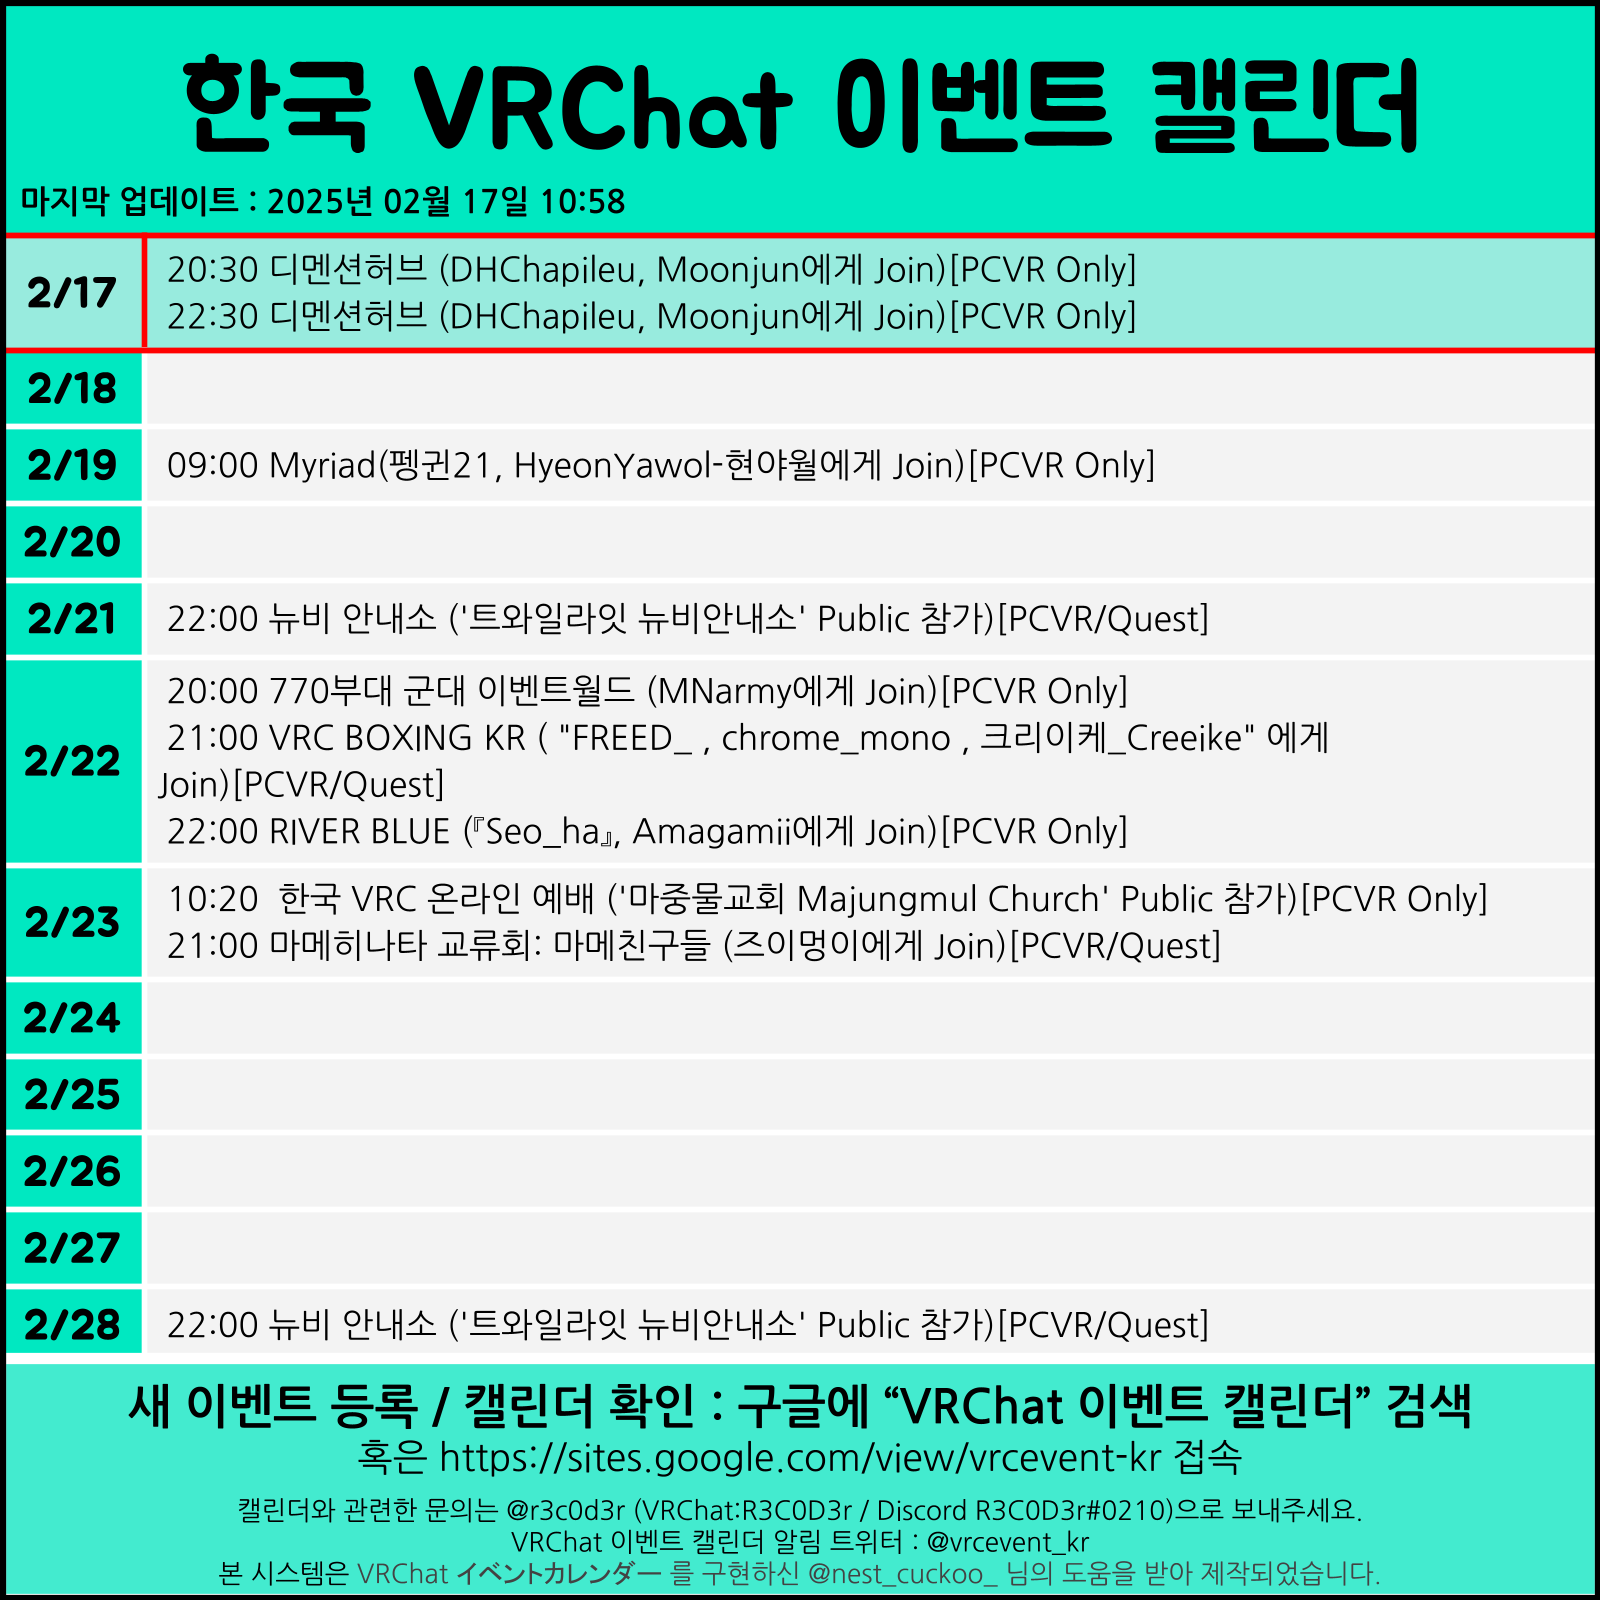 한국 VRChat 이벤트 캘린더
마지막 업데이트 : 2025년 02월 17일 10:58
2/17
20:30 디멘션허브 (DHChapileu, Moonjun에게 Join)[PCVR Only]
22:30 디멘션허브 (DHChapileu, Moonjun에게 Join)[PCVR Only]
2/18
2/19
09:00 Myriad(펭귄21, HyeonYawol-현야월에게 Join)[PCVR Only]
2/20
2/21
22:00 뉴비 안내소 ('트와일라잇 뉴비안내소' Public 참가)[PCVR/Quest]
2/22
20:00 770부대 군대 이벤트월드 (MNarmy에게 Join)[PCVR Only]
21:00 VRC BOXING KR ( "FREED_ , chrome_mono , 크리이케_Creeike" 에게
Join)[PCVR/Quest]
22:00 RIVER BLUE (『Seo_ha』, Amagamii에게 Join)[PCVR Only]
2/23
10:20  한국 VRC 온라인 예배 ('마중물교회 Majungmul Church' Public 참가)[PCVR Only]
21:00 마메히나타 교류회: 마메친구들 (즈이멍이에게 Join)[PCVR/Quest]
2/24
2/25
2/26
2/27
2/28
22:00 뉴비 안내소 ('트와일라잇 뉴비안내소' Public 참가)[PCVR/Quest]
새 이벤트 등록 / 캘린더 확인 : 구글에 “VRChat 이벤트 캘린더” 검색
혹은 https://sites.google.com/view/vrcevent-kr 접속
캘린더와 관련한 문의는 @r3c0d3r (VRChat:R3C0D3r / Discord R3C0D3r#0210)으로 보내주세요.
VRChat 이벤트 캘린더 알림 트위터 : @vrcevent_kr
본 시스템은 VRChat イベントカレンダー 를 구현하신 @nest_cuckoo_ 님의 도움을 받아 제작되었습니다.